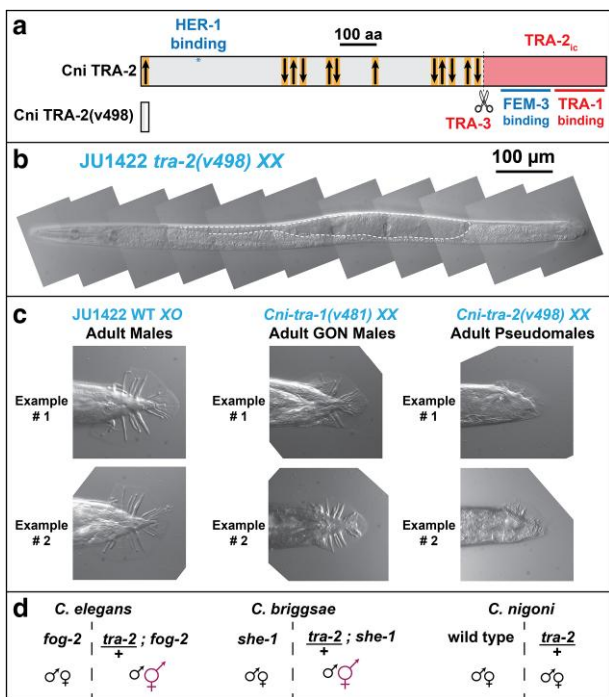 a
100 aa
HER-1
binding
*
TRA-2ic
Cni TRA-2
Cni TRA-2(v498)
TRA-3
FEM-3
binding
TRA-1
binding
b
JU1422 tra-2(v498) XX
100 µm
c
JU1422 WT XO
Adult Males
Cni-tra-1(v481) XX
Adult GON Males
Cni-tra-2(v498) XX
Adult Pseudomales
Example
# 1
Example
# 1
Example
# 1
Example
# 2
Example
# 2
Example
# 2
d
C. elegans
C. briggsae
C. nigoni
fog-2
tra-2 ; fog-2
+
she-1
tra-2 ; she-1
+
wild type
tra-2
+
♂♀
♂⚥
♂♀
♂⚥
♂♀
♂♀